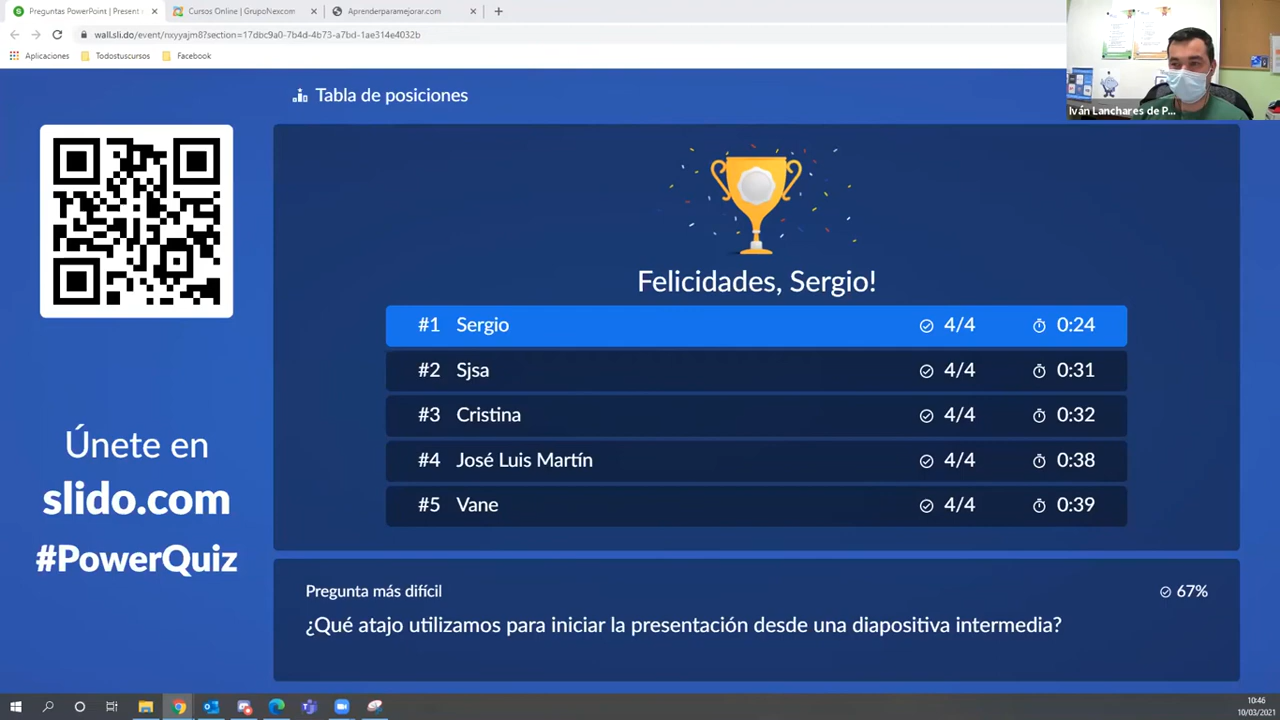 Preguntas PowerPoint | Present
Cursos Online | GrupoNexcom
Aprenderparamejorar.com
wall.sli.do/event/nxyyajm8?section=17dbc9a0-7b4d-4b73-a7bd-1ae314e4032b
Aplicaciones
Todostuscursos
Facebook
Iván Lanchares de P...
Tabla de posiciones
Felicidades, Sergio!
#1 Sergio 4/4 0:24
#2 Sjsa 4/4 0:31
#3 Cristina 4/4 0:32
#4 José Luis Martín 4/4 0:38
#5 Vane 4/4 0:39
Únete en
slido.com
#PowerQuiz
Pregunta más difícil 67%
¿Qué atajo utilizamos para iniciar la presentación desde una diapositiva intermedia?
10:46
10/03/2021